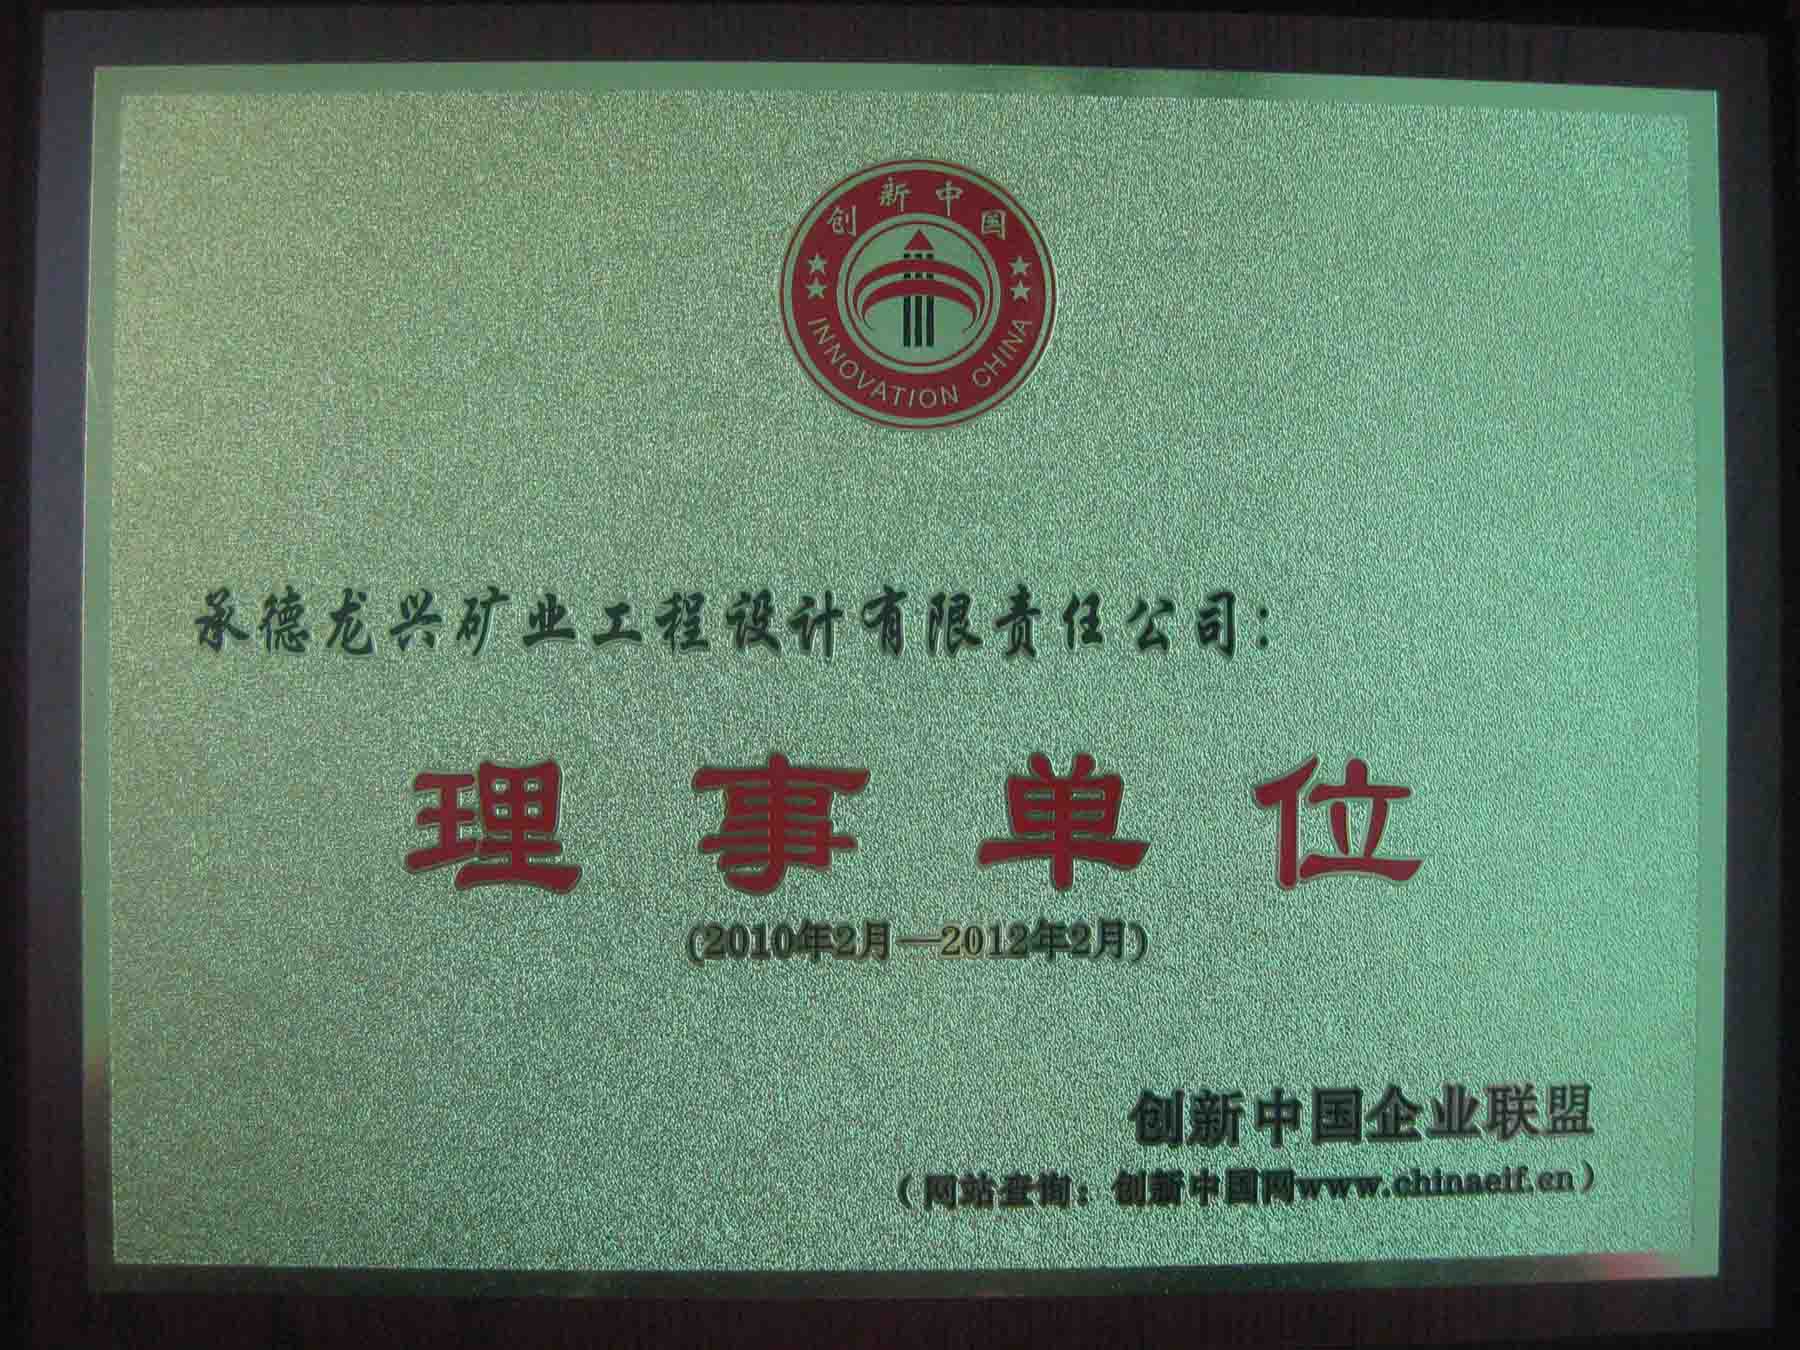 创新中国
INNOVATION CHINA
承德龙兴矿业工程设计有限责任公司：
理事单位
(2010年2月—2012年2月)
创新中国企业联盟
（网站查询：创新中国网www.chinaeif.cn）